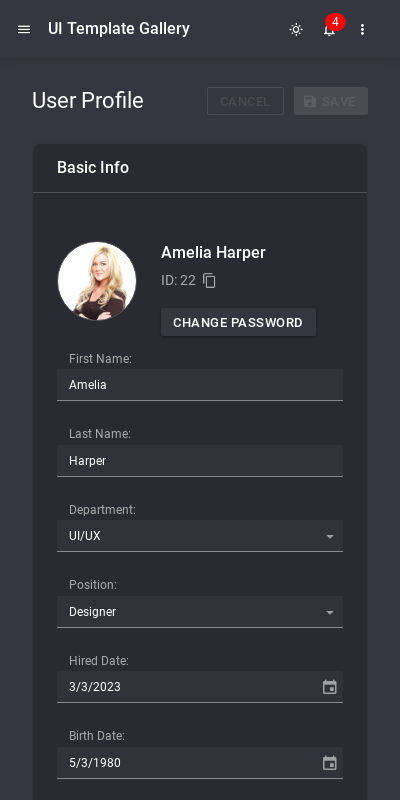 UI Template Gallery
4
User Profile
CANCEL
SAVE
Basic Info
Amelia Harper
ID: 22
CHANGE PASSWORD
First Name:
Amelia
Last Name:
Harper
Department:
UI/UX
Position:
Designer
Hired Date:
3/3/2023
Birth Date:
5/3/1980